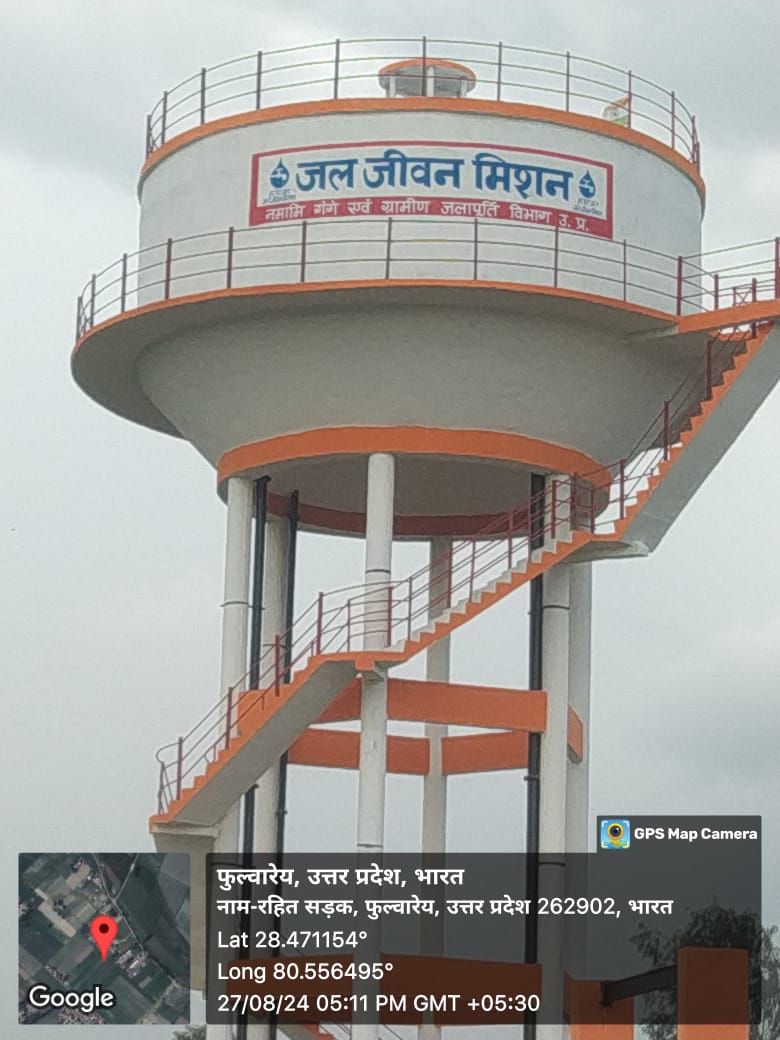 जल जीवन मिशन
नमामि गंगे एवं ग्रामीण जलापूर्ति विभाग उ. प्र.
GPS Map Camera
फुल्वारेय, उत्तर प्रदेश, भारत
नाम-रहित सड़क, फुल्वारेय, उत्तर प्रदेश 262902, भारत
Lat 28.471154°
Long 80.556495°
27/08/24 05:11 PM GMT +05:30
Google